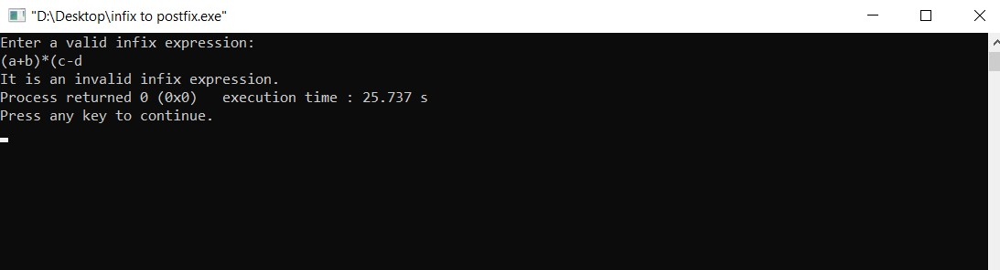 "D:\Desktop\infix to postfix.exe"
Enter a valid infix expression:
(a+b)*(c-d
It is an invalid infix expression.
Process returned 0 (0x0)   execution time : 25.737 s
Press any key to continue.